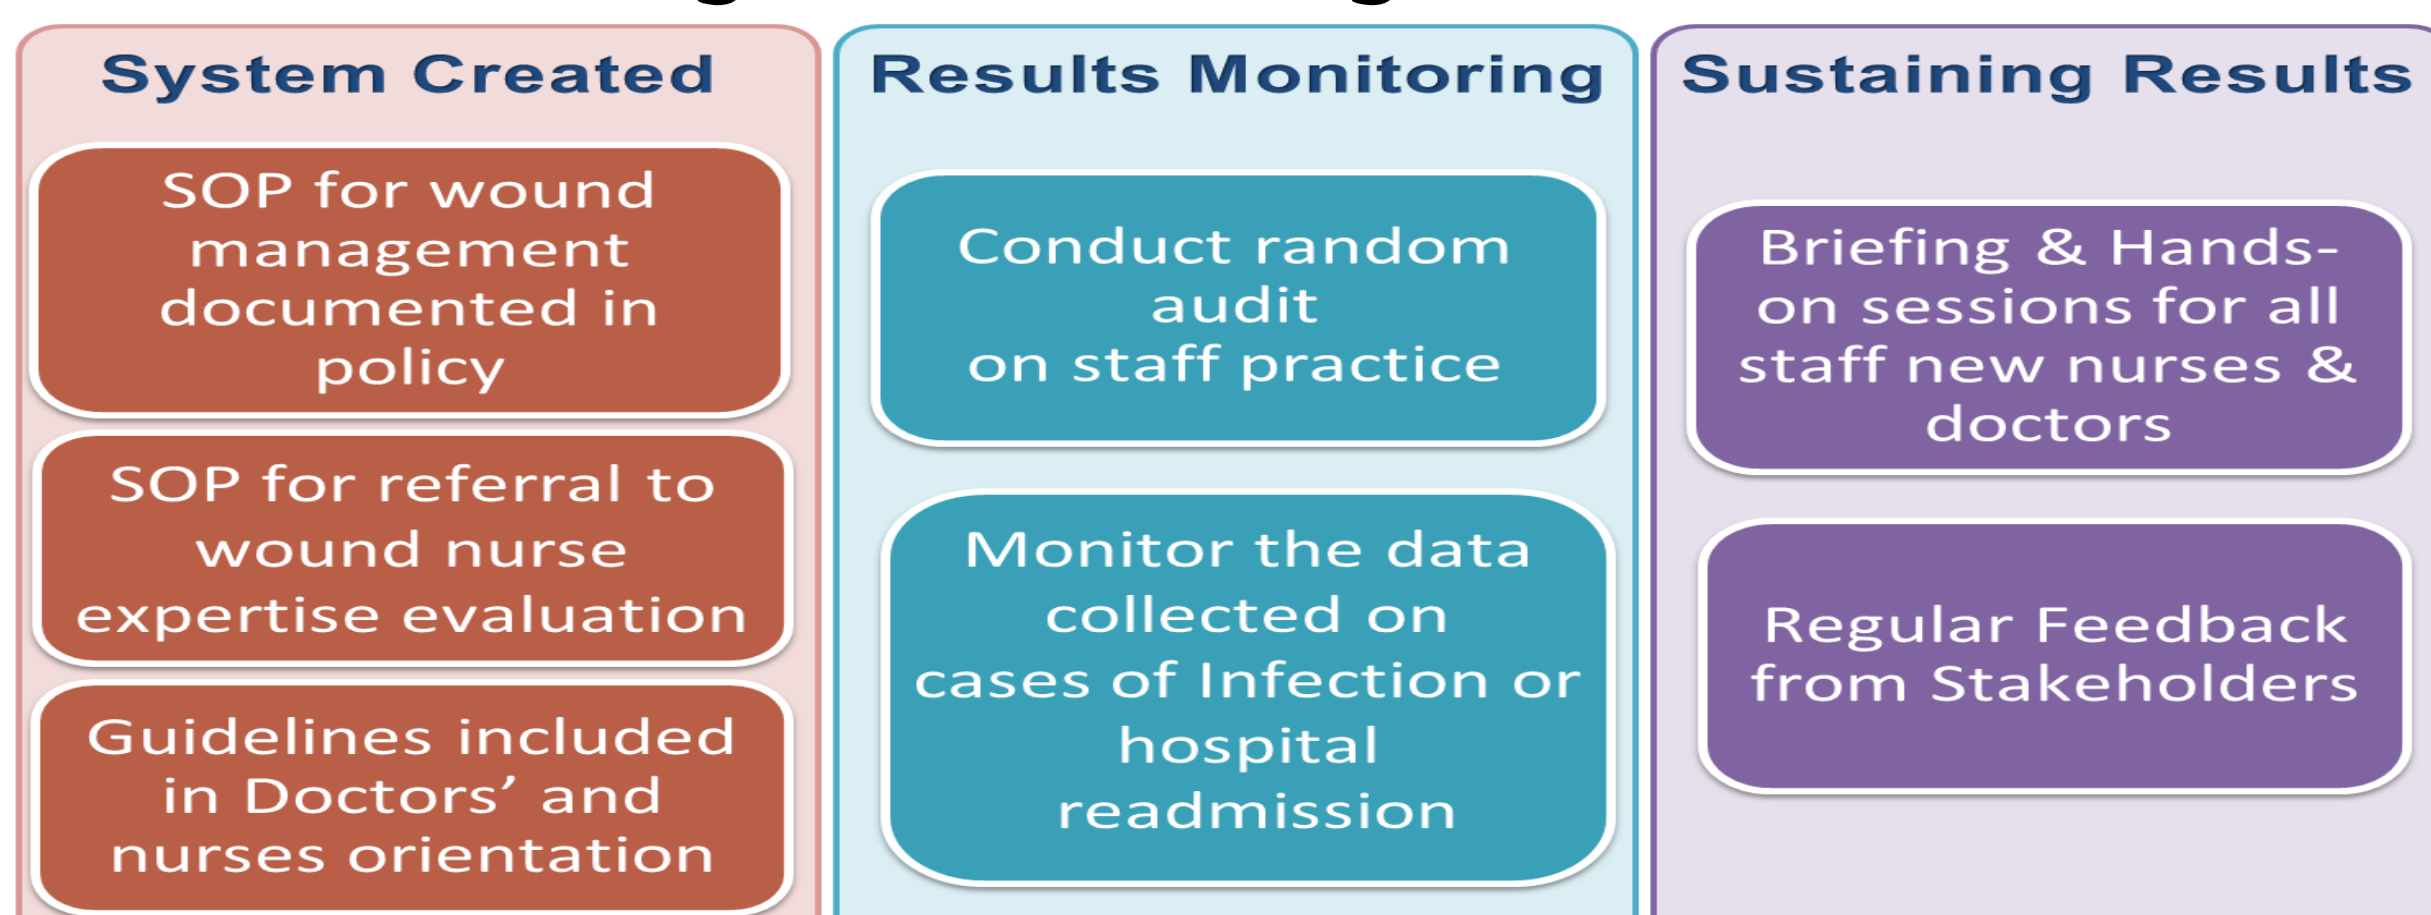 System Created
SOP for wound
management
documented in
policy
SOP for referral to
wound nurse
expertise evaluation
Guidelines included
in Doctors’ and
nurses orientation
Results Monitoring
Conduct random
audit
on staff practice
Monitor the data
collected on
cases of Infection or
hospital
readmission
Sustaining Results
Briefing & Hands-
on sessions for all
staff new nurses &
doctors
Regular Feedback
from Stakeholders